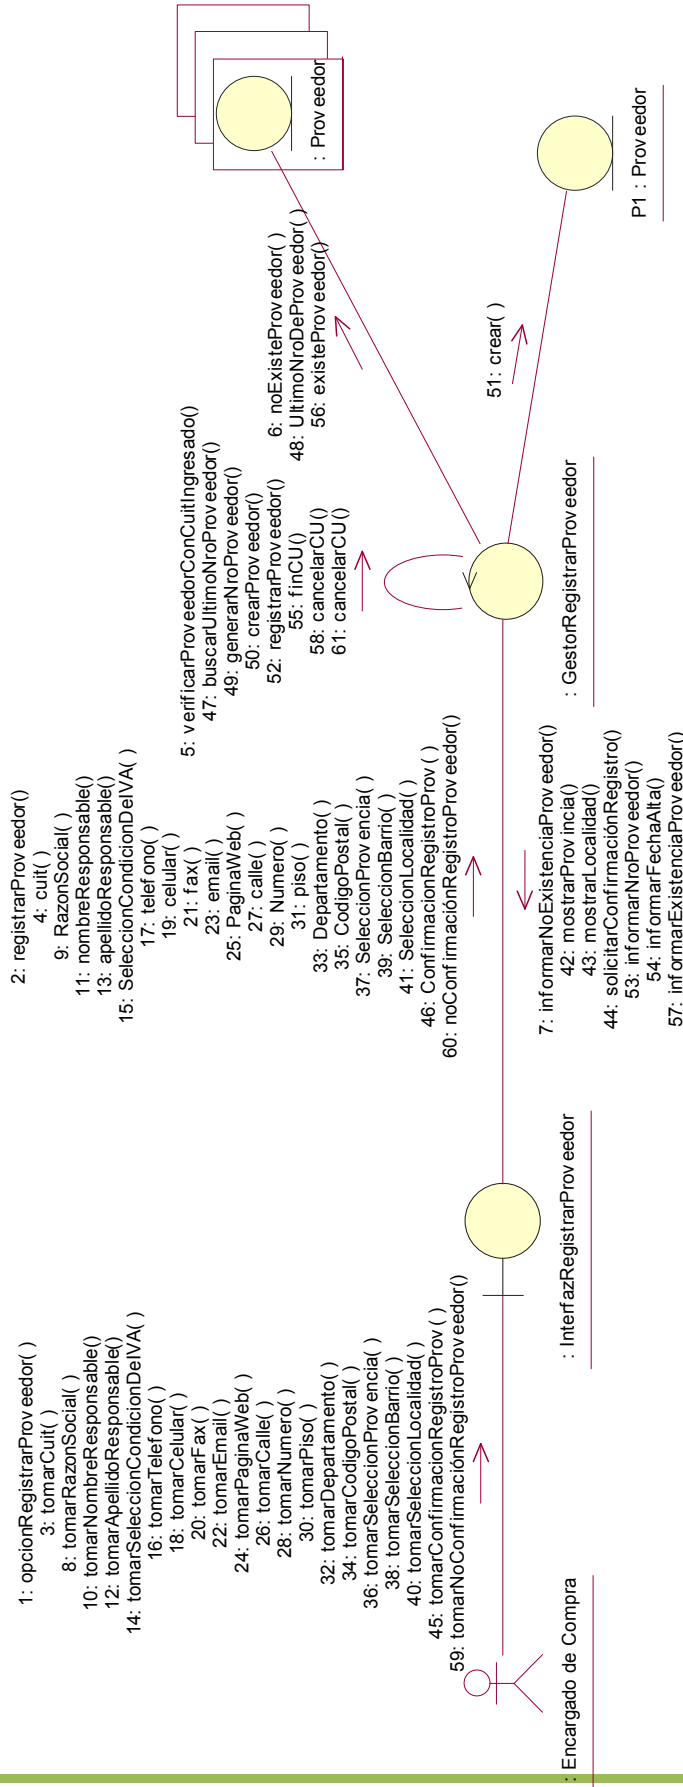 1: opcionRegistrarProveedor( )
3: tomarCuit( )
8: tomarRazonSocial( )
10: tomarNombreResponsable()
12: tomarApellidoResponsable()
14: tomarSeleccionCondicionDeIVA( )
16: tomarTelefono( )
18: tomarCelular( )
20: tomarFax( )
22: tomarEmail( )
24: tomarPaginaWeb( )
26: tomarCalle( )
28: tomarNumero( )
30: tomarPiso( )
32: tomarDepartamento( )
34: tomarCodigoPostal( )
36: tomarSeleccionProvencia( )
38: tomarSeleccionBarrio( )
40: tomarSeleccionLocalidad( )
45: tomarConfirmacionRegistroProv( )
59: tomarNoConfirmaciónRegistroProveedor()
: Encargado de Compra
: InterfazRegistrarProveedor
2: registrarProveedor()
4: cuit( )
9: RazonSocial( )
11: nombreResponsable()
13: apellidoResponsable()
15: SeleccionCondicionDeIVA( )
17: telefono( )
19: celular( )
21: fax( )
23: email( )
25: PaginaWeb( )
27: calle( )
29: Numero( )
31: piso( )
33: Departamento( )
35: CodigoPostal( )
37: SeleccionProvencia( )
39: SeleccionBarrio( )
41: SeleccionLocalidad( )
46: ConfirmacionRegistroProv( )
60: noConfirmaciónRegistroProveedor()
7: informarNoExistenciaProveedor()
42: mostrarProvincia()
43: mostrarLocalidad()
44: solicitarConfirmaciónRegistro()
53: informarNroProveedor()
54: informarFechaAlta()
57: informarExistenciaProveedor()
5: verificarProveedorConCuitIngresado()
47: buscarUltimoNroProveedor()
49: generarNroProveedor()
50: crearProveedor()
52: registrarProveedor()
55: finCU()
58: cancelarCU()
61: cancelarCU()
: GestorRegistrarProveedor
6: noExisteProveedor( )
48: UltimoNroDeProveedor( )
56: existeProveedor()
: Proveedor
51: crear( )
P1 : Proveedor